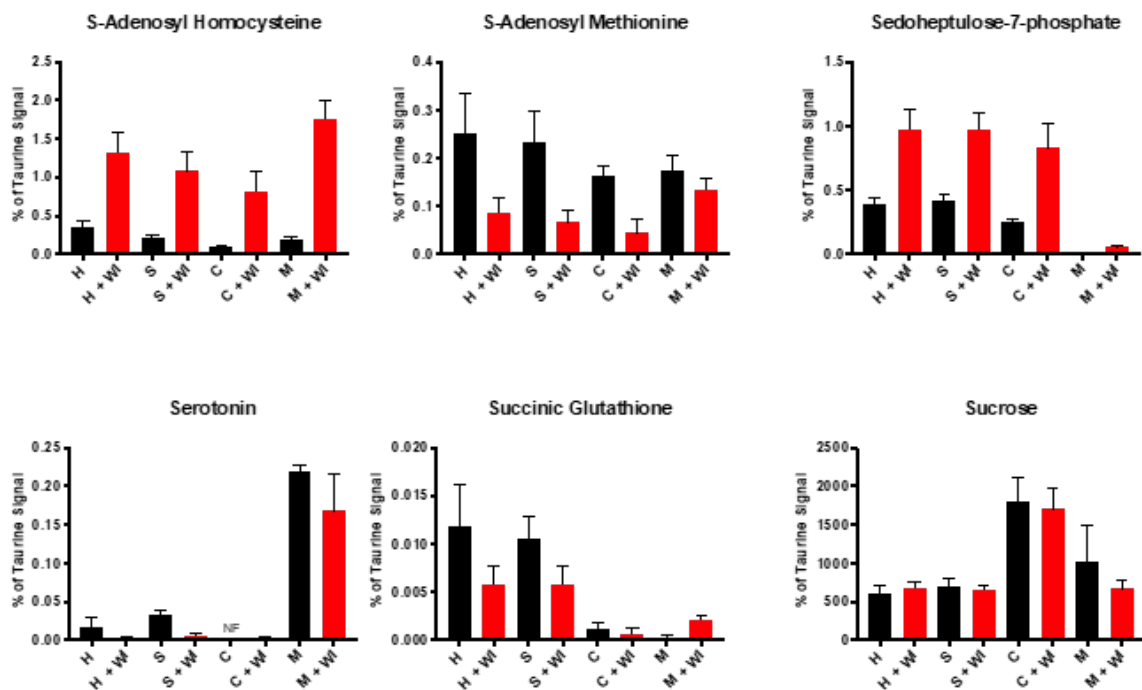 S-Adenosyl Homocysteine
% of Taurine Signal
2.5
2.0
1.5
1.0
0.5
0.0
H
H + WI
S
S + WI
C
C + WI
M
M + WI
S-Adenosyl Methionine
% of Taurine Signal
0.4
0.3
0.2
0.1
0.0
H
H + WI
S
S + WI
C
C + WI
M
M + WI
Sedoheptulose-7-phosphate
% of Taurine Signal
1.5
1.0
0.5
0.0
H
H + WI
S
S + WI
C
C + WI
M
M + WI
Serotonin
% of Taurine Signal
0.25
0.20
0.15
0.10
0.05
0.00
NF
H
H + WI
S
S + WI
C
C + WI
M
M + WI
Succinic Glutathione
% of Taurine Signal
0.020
0.015
0.010
0.005
0.000
H
H + WI
S
S + WI
C
C + WI
M
M + WI
Sucrose
% of Taurine Signal
2500
2000
1500
1000
500
0
H
H + WI
S
S + WI
C
C + WI
M
M + WI